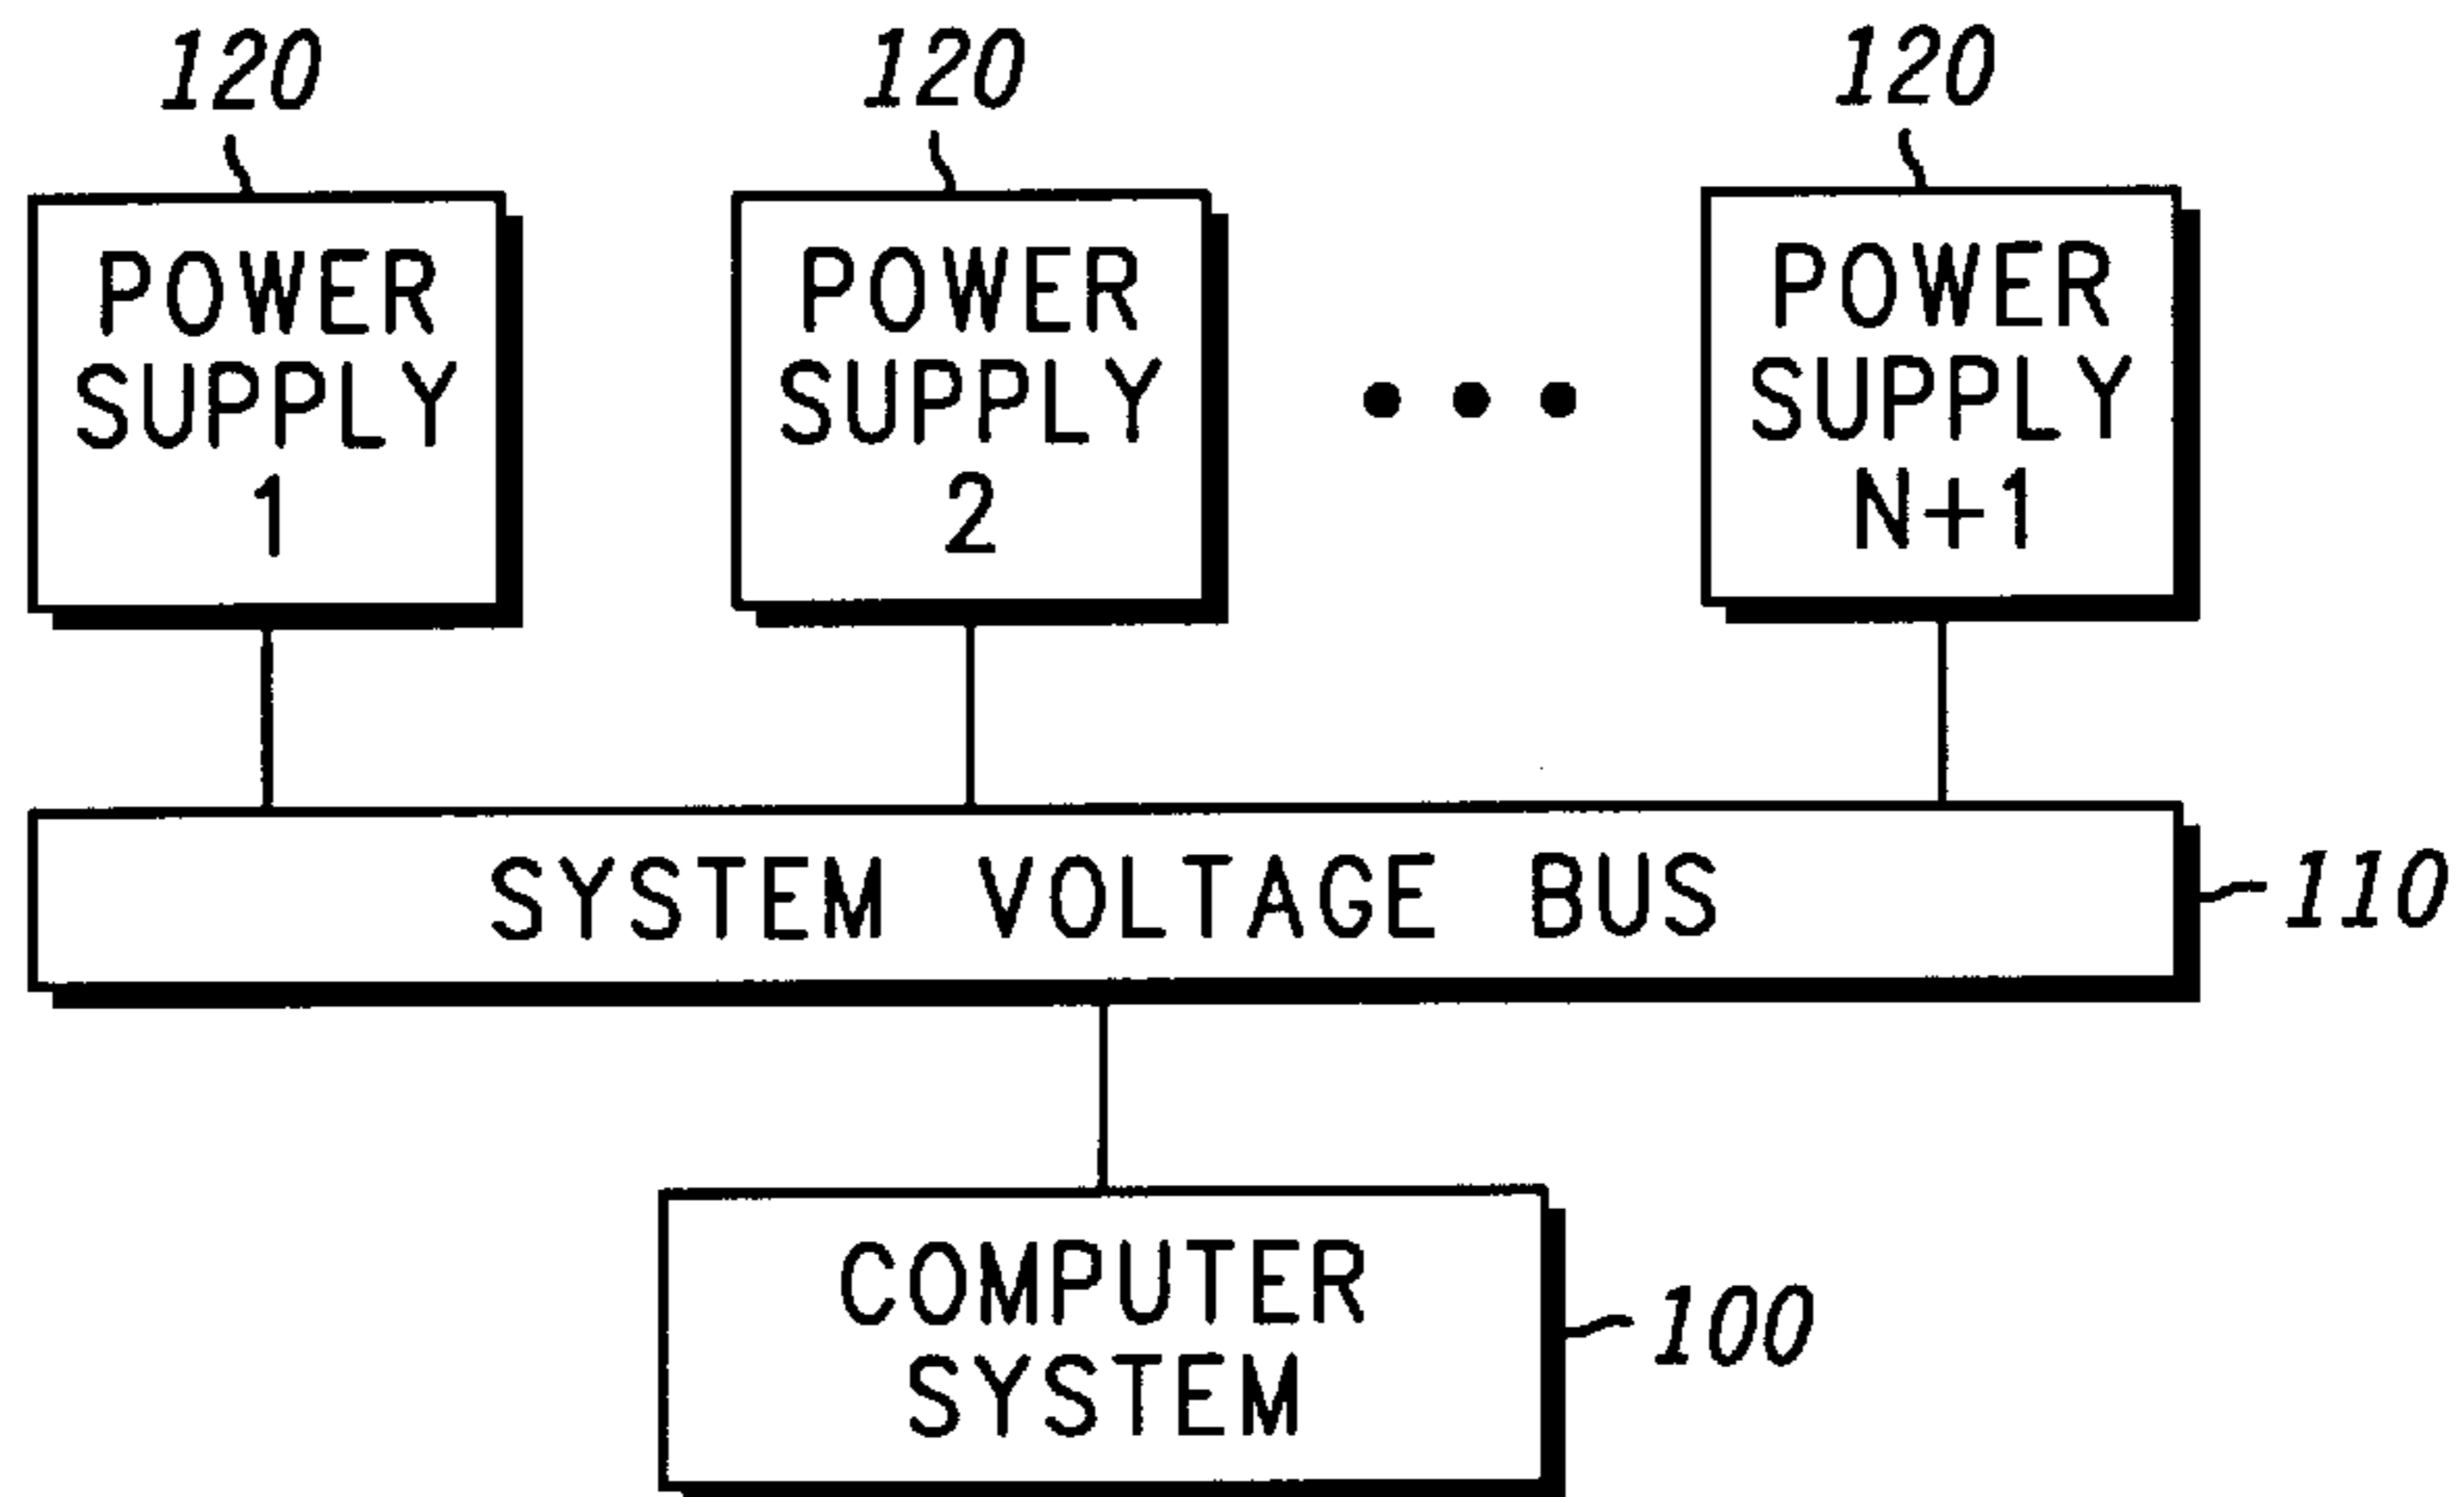 120 120 120
POWER POWER POWER
SUPPLY SUPPLY SUPPLY
1 2 N+1
SYSTEM VOLTAGE BUS 110
COMPUTER
SYSTEM
100